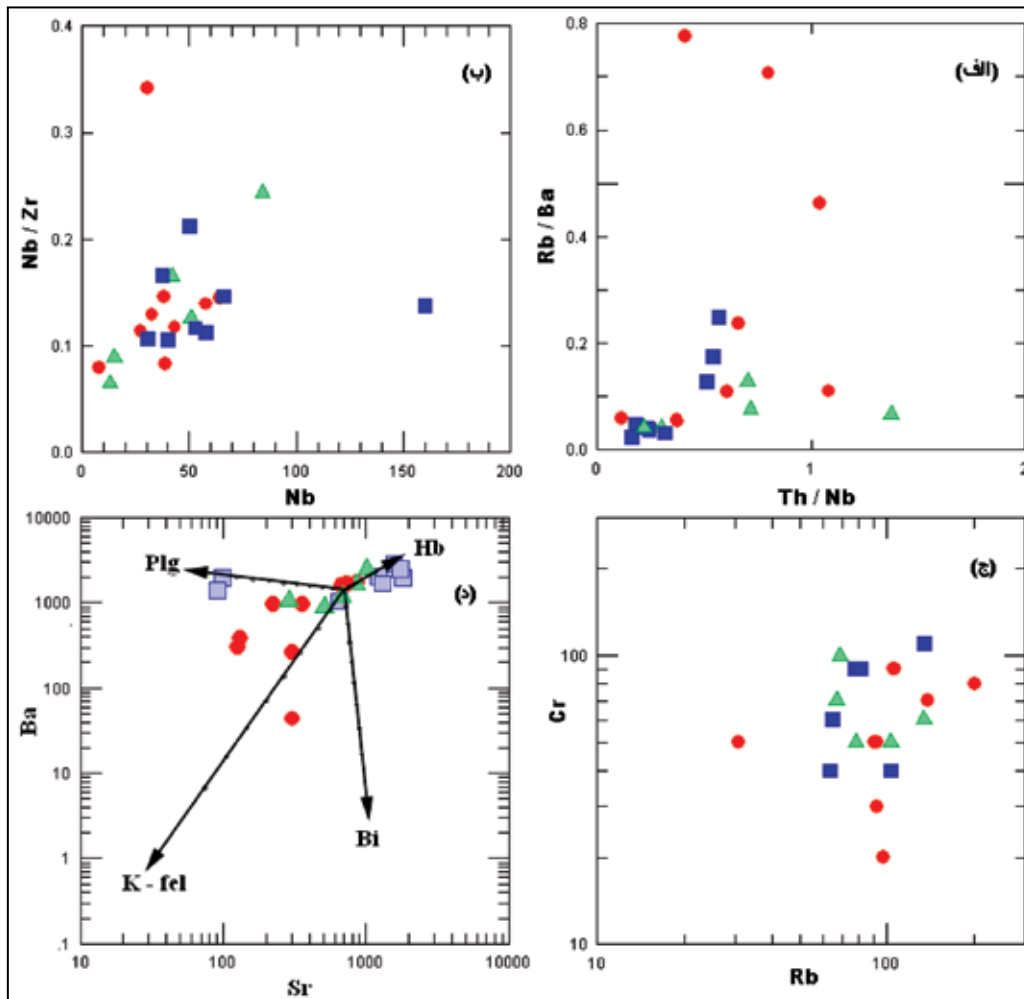 0.4
0.3
0.2
0.1
0.0
Nb / Zr
(ب)
0 50 100 150 200
Nb
0.8
0.6
0.4
0.2
0.0
Rb / Ba
(الف)
0 1 2
Th / Nb
10000
1000
100
10
1
.1
Ba
Plg
Hb
(د)
K - fel
Bi
10 100 1000 10000
Sr
100
10
Cr
(ج)
10 100
Rb